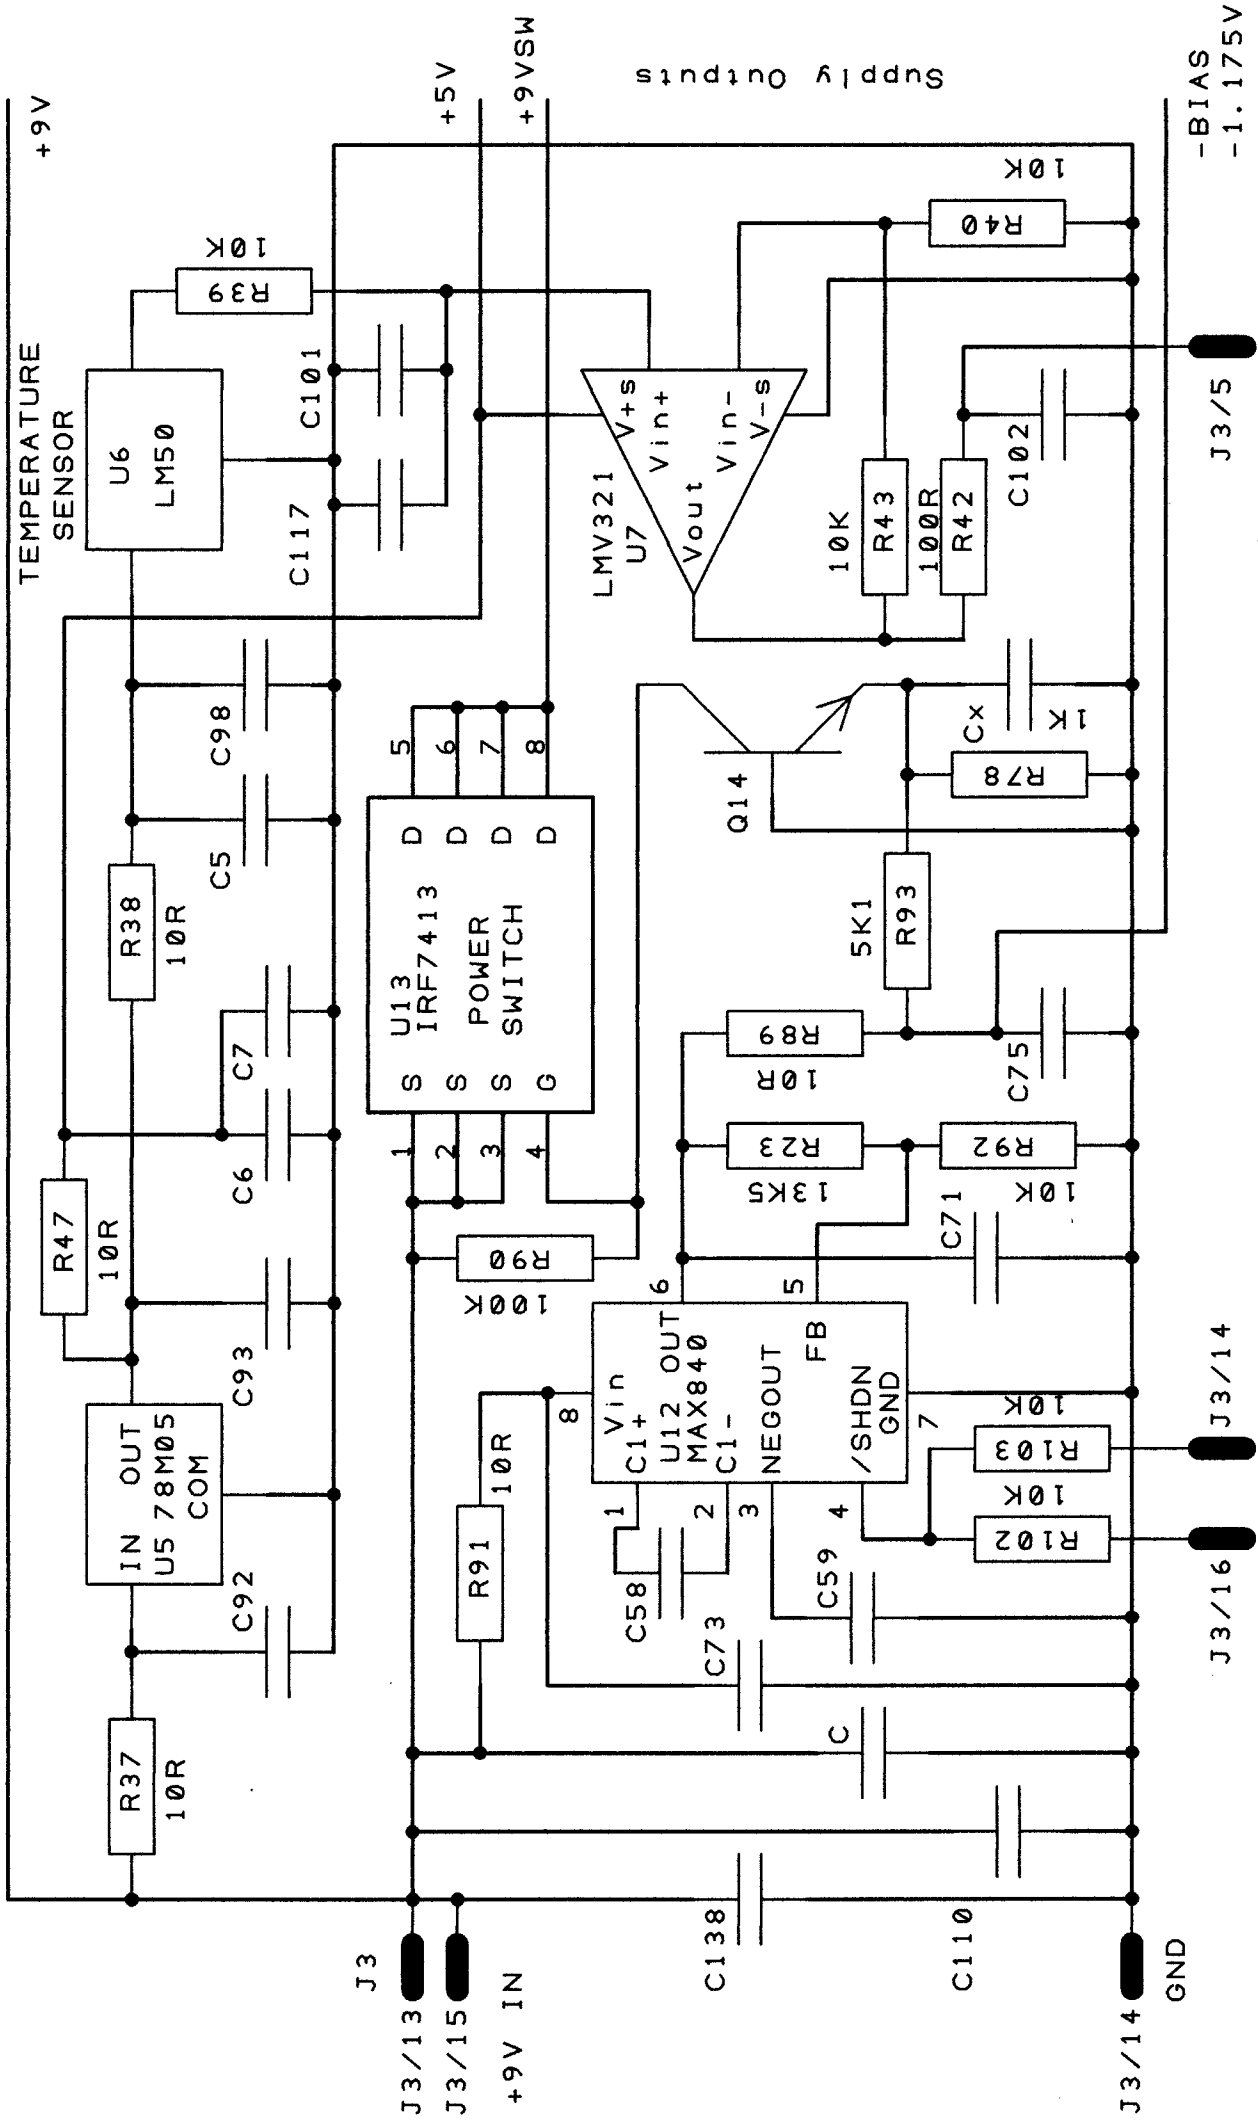 +9V
TEMPERATURE
SENSOR
U6
LM50
R39
10K
C101
C117
+5V
+9VSW
Supply Outputs
C98
C5
R38
10R
C7
C6
R47
10R
C93
IN OUT
U5 78M05
COM
C92
R37
10R
U13
IRF7413
POWER
SWITCH
S
S
S
G
D
D
D
D
1
2
3
4
5
6
7
8
R90
100K
LMV321
U7
V+s
Vin+
Vin-
V-s
Vout
R40
10K
10K
R43
100R
R42
C102
J3/5
-BIAS
-1.175V
Q14
Cx
1K
R78
5K1
R93
R89
10R
C75
R23
13K5
R92
10K
C71
R91
10R
8
Vin
C1+
U12 OUT
MAX840
C1-
NEGOUT
FB
/SHDN
GND
6
5
7
1
2
3
4
C58
C59
C73
C
R103
10K
R102
10K
J3/14
J3/16
C138
C110
J3
J3/13
J3/15
+9V IN
J3/14
GND